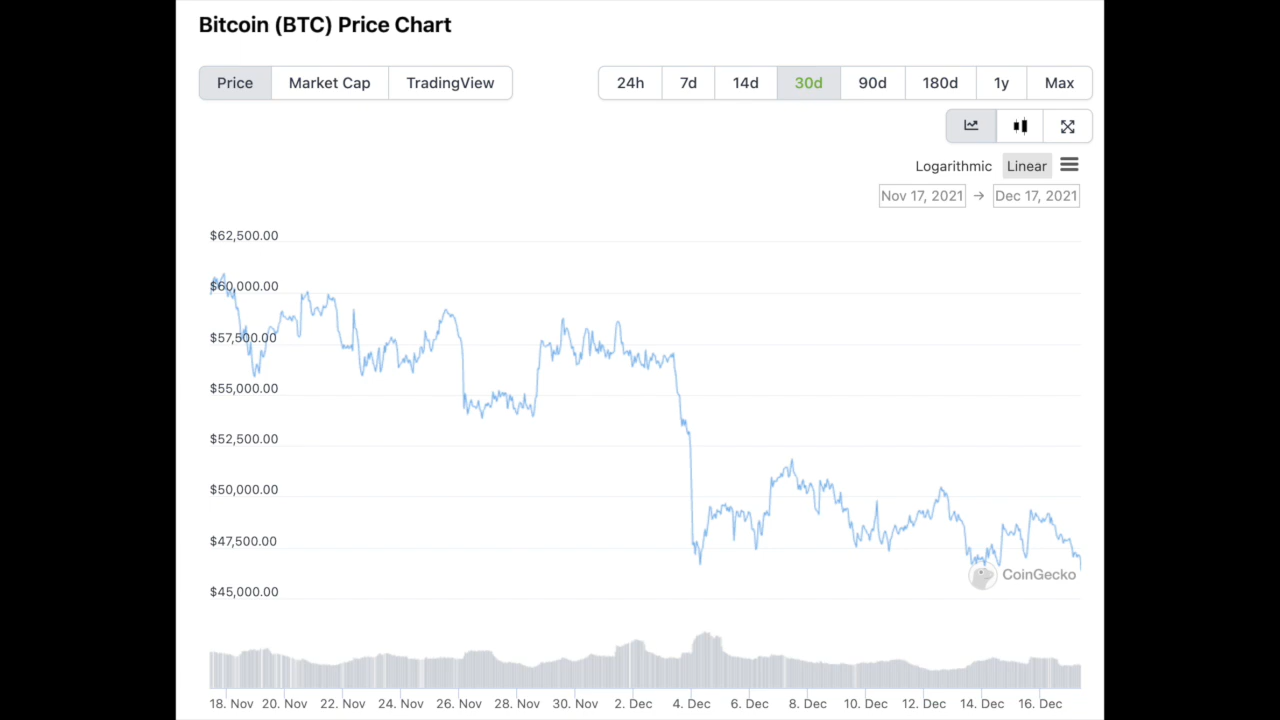 Bitcoin (BTC) Price Chart
Price Market Cap TradingView 24h 7d 14d 30d 90d 180d 1y Max
Logarithmic Linear
Nov 17, 2021 → Dec 17, 2021
$62,500.00
$60,000.00
$57,500.00
$55,000.00
$52,500.00
$50,000.00
$47,500.00
CoinGecko
$45,000.00
18. Nov 20. Nov 22. Nov 24. Nov 26. Nov 28. Nov 30. Nov 2. Dec 4. Dec 6. Dec 8. Dec 10. Dec 12. Dec 14. Dec 16. Dec